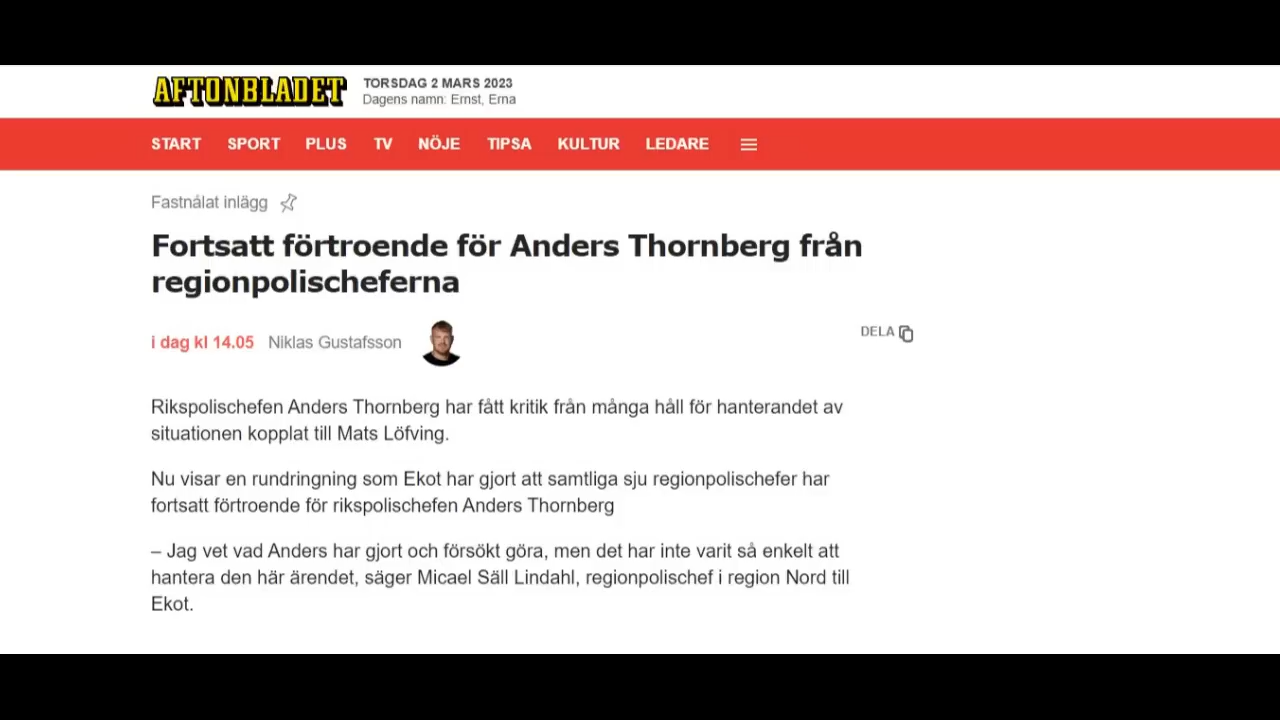 AFTONBLADET
TORSDAG 2 MARS 2023
Dagens namn: Ernst, Erna
START SPORT PLUS TV NÖJE TIPSA KULTUR LEDARE
Fastnålat inlägg
Fortsatt förtroende för Anders Thornberg från
regionpolischeferna
i dag kl 14.05 Niklas Gustafsson
DELA
Rikspolischefen Anders Thornberg har fått kritik från många håll för hanterandet av
situationen kopplat till Mats Löfving.
Nu visar en rundringning som Ekot har gjort att samtliga sju regionpolischefer har
fortsatt förtroende för rikspolischefen Anders Thornberg
– Jag vet vad Anders har gjort och försökt göra, men det har inte varit så enkelt att
hantera den här ärendet, säger Micael Säll Lindahl, regionpolischef i region Nord till
Ekot.